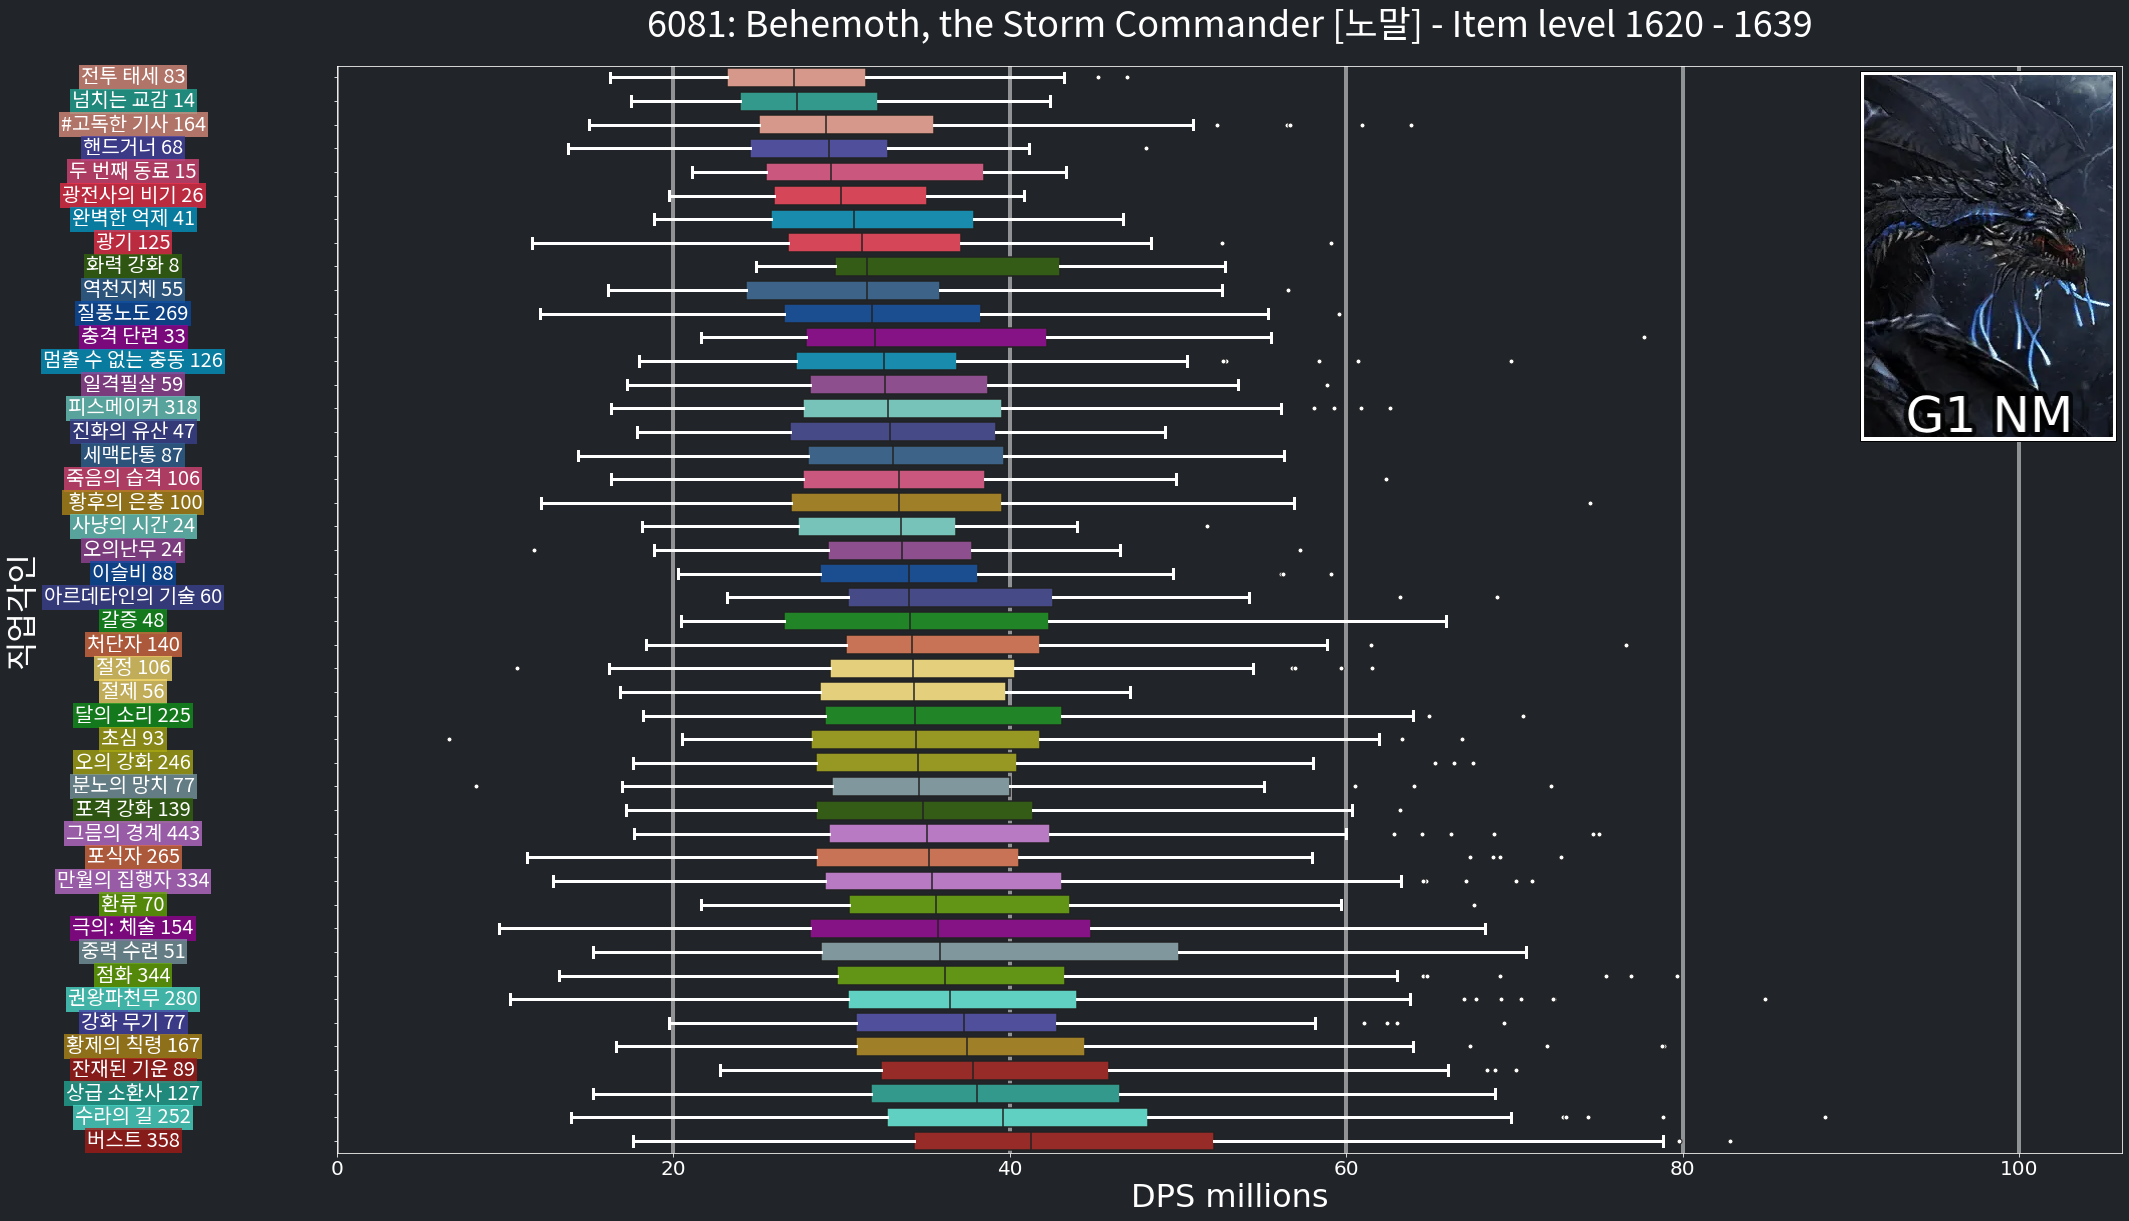 6081: Behemoth, the Storm Commander [노말] - Item level 1620 - 1639
전투 태세 83
넘치는 교감 14
#고독한 기사 164
핸드거너 68
두 번째 동료 15
광전사의 비기 26
완벽한 억제 41
광기 125
화력 강화 8
역천지체 55
질풍노도 269
충격 단련 33
멈출 수 없는 충동 126
일격필살 59
피스메이커 318
진화의 유산 47
세맥타통 87
죽음의 습격 106
황후의 은총 100
사냥의 시간 24
오의난무 24
이슬비 88
아르데타인의 기술 60
갈증 48
처단자 140
절정 106
절제 56
달의 소리 225
초심 93
오의 강화 246
분노의 망치 77
포격 강화 139
그믐의 경계 443
포식자 265
만월의 집행자 334
환류 70
극의: 체술 154
중력 수련 51
점화 344
권왕파천무 280
강화 무기 77
황제의 칙령 167
잔재된 기운 89
상급 소환사 127
수라의 길 252
버스트 358
직업각인
G1 NM
0 20 40 60 80 100
DPS millions